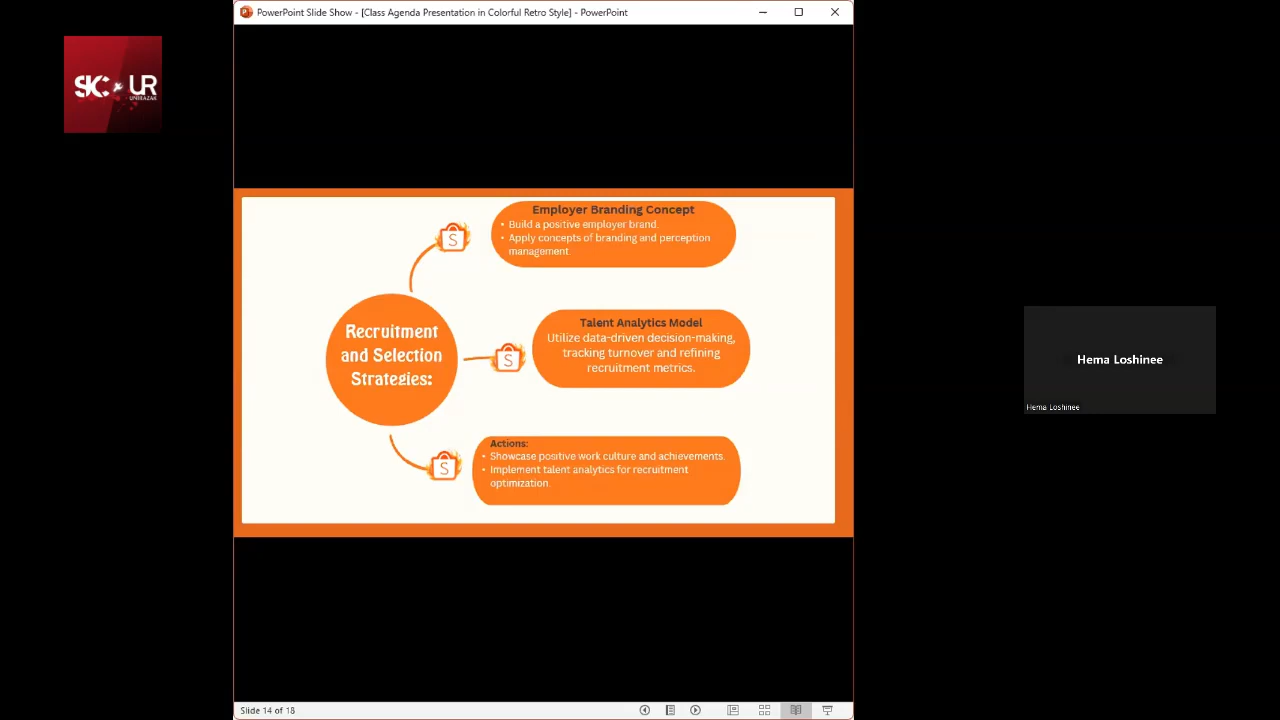 PowerPoint Slide Show - [Class Agenda Presentation in Colorful Retro Style] - PowerPoint
SIC UR
UNIRAZAK
Employer Branding Concept
• Build a positive employer brand.
• Apply concepts of branding and perception
management.
Recruitment
and Selection
Strategies:
Talent Analytics Model
Utilize data-driven decision-making,
tracking turnover and refining
recruitment metrics.
Actions:
• Showcase positive work culture and achievements.
• Implement talent analytics for recruitment
optimization.
S
S
S
Hema Loshinee
Hema Loshinee
Slide 14 of 18